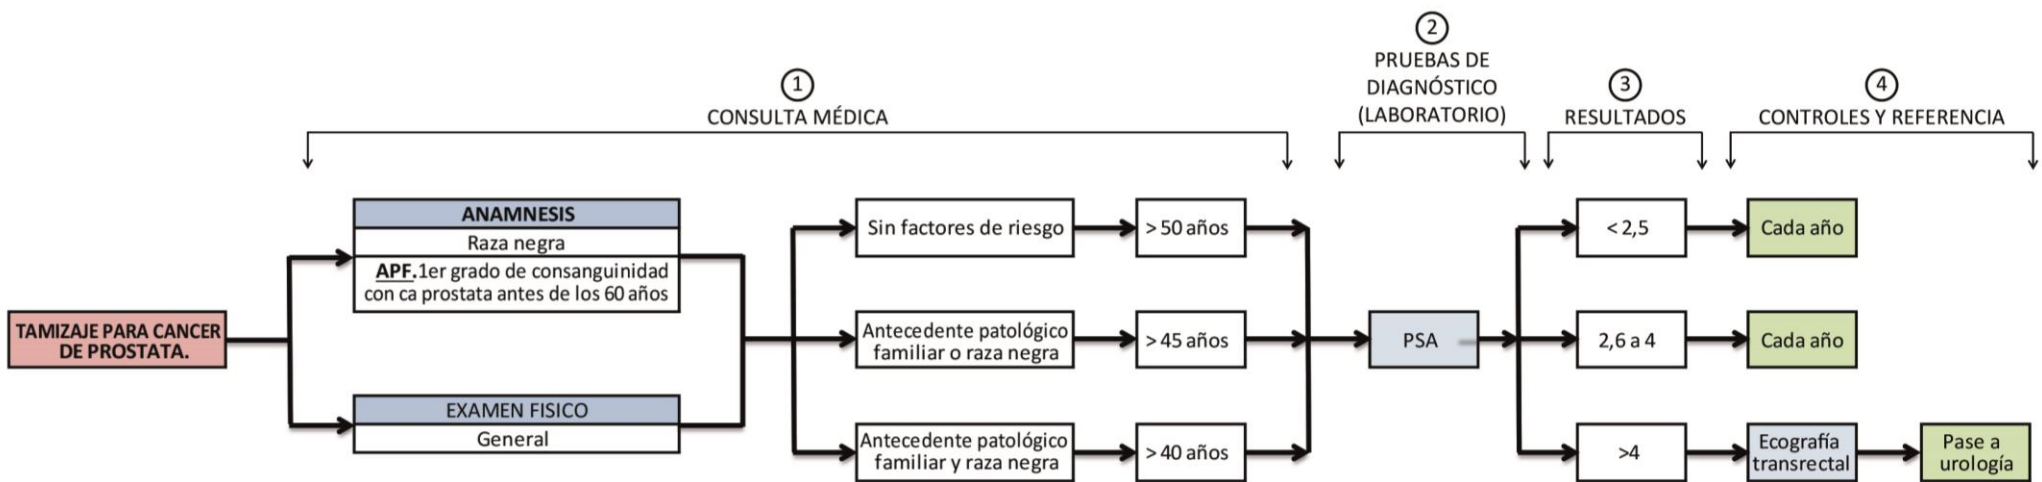 1
CONSULTA MÉDICA
2
PRUEBAS DE
DIAGNÓSTICO
(LABORATORIO)
3
RESULTADOS
4
CONTROLES Y REFERENCIA
TAMIZAJE PARA CANCER
DE PROSTATA.
ANAMNESIS
Raza negra
APF.1er grado de consanguinidad
con ca prostata antes de los 60 años
EXAMEN FISICO
General
Sin factores de riesgo
> 50 años
Antecedente patológico
familiar o raza negra
> 45 años
Antecedente patológico
familiar y raza negra
> 40 años
PSA
< 2,5
Cada año
2,6 a 4
Cada año
>4
Ecografía
transrectal
Pase a
urología